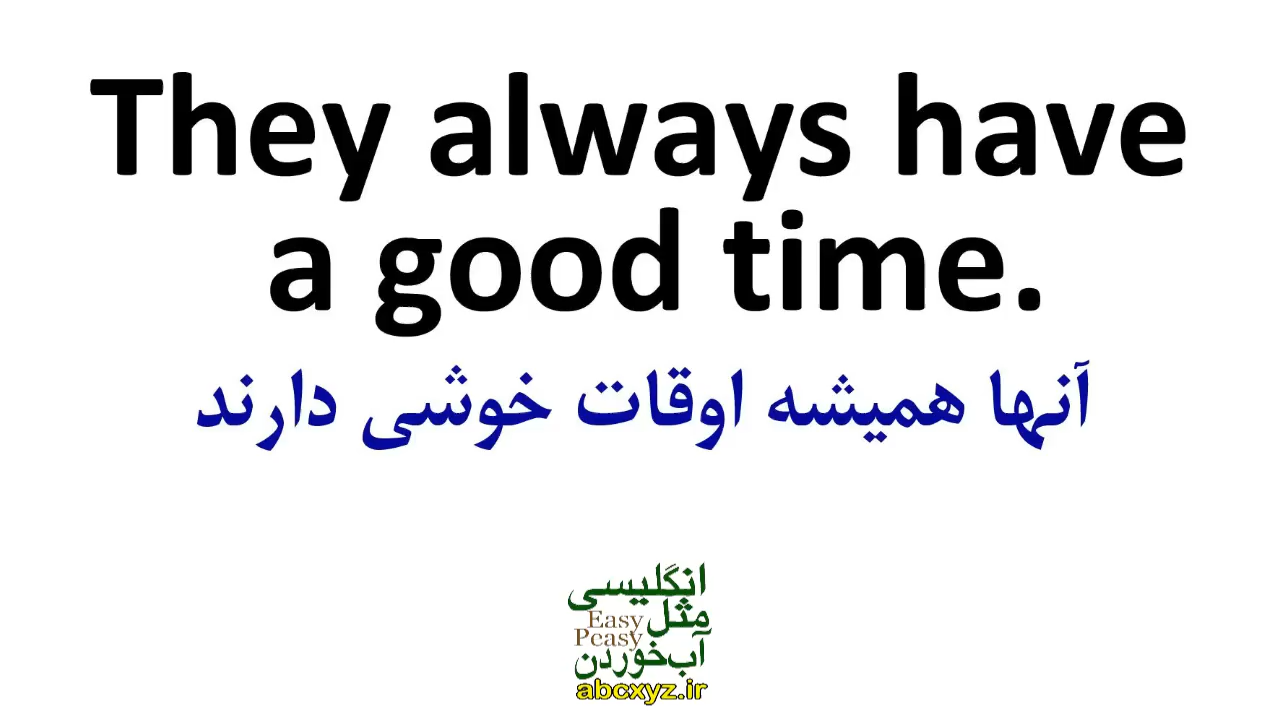 They always have
a good time.
آنها همیشه اوقات خوشی دارند
انگلیسی
مثل
Easy
Peasy
آب‌خوردن
abcxyz.ir